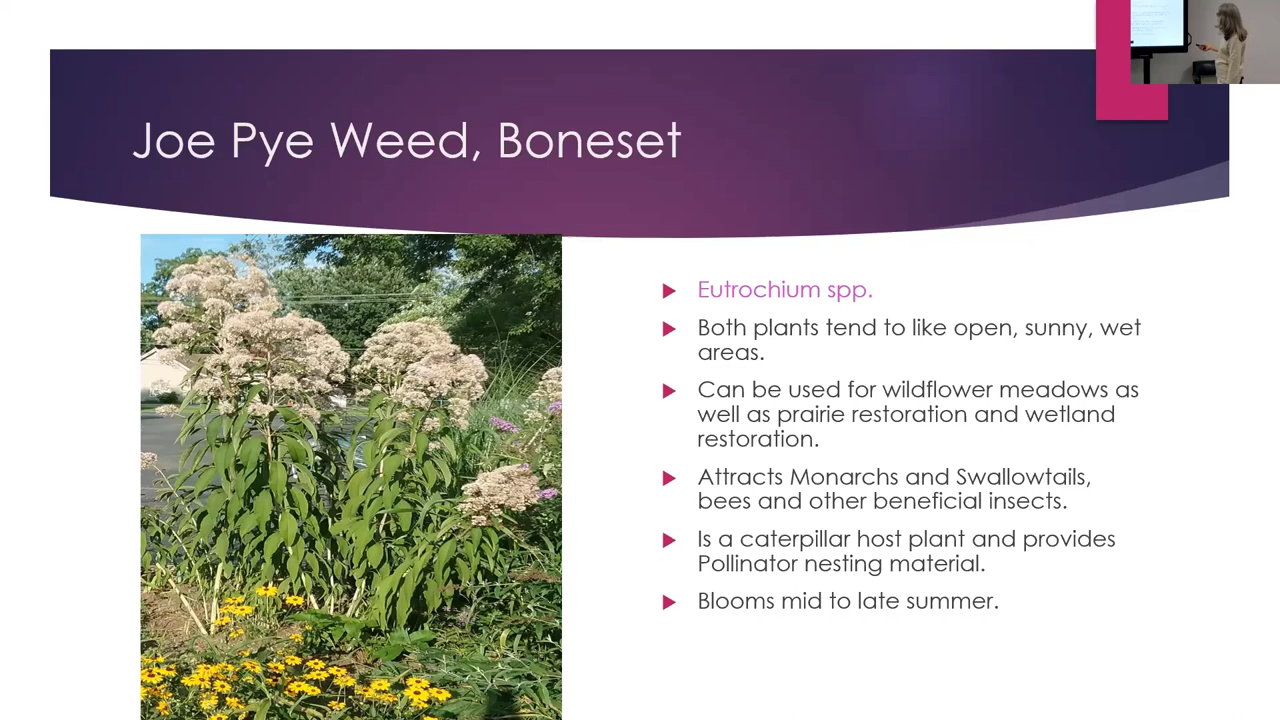 Joe Pye Weed, Boneset
Eutrochium spp.
Both plants tend to like open, sunny, wet
areas.
Can be used for wildflower meadows as
well as prairie restoration and wetland
restoration.
Attracts Monarchs and Swallowtails,
bees and other beneficial insects.
Is a caterpillar host plant and provides
Pollinator nesting material.
Blooms mid to late summer.